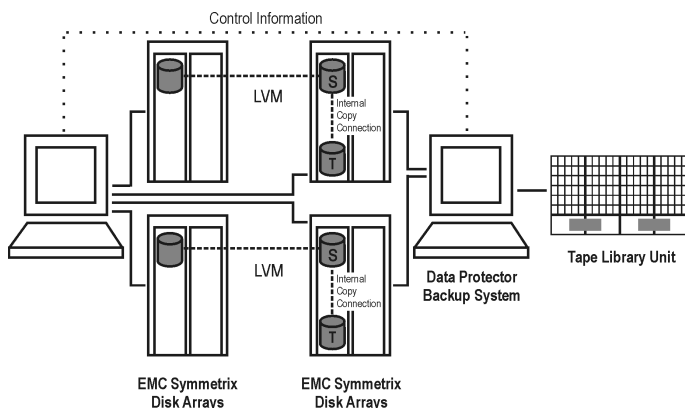 Control Information
LVM
S
Internal
Copy
Connection
T
LVM
S
Internal
Copy
Connection
T
Data Protector
Backup System
Tape Library Unit
EMC Symmetrix
Disk Arrays
EMC Symmetrix
Disk Arrays